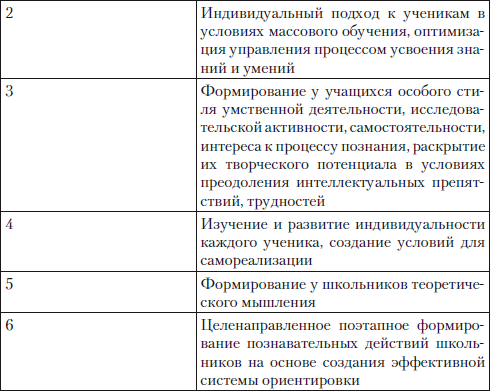 2 Индивидуальный подход к ученикам в
условиях массового обучения, оптимиза-
ция управления процессом усвоения зна-
ний и умений
3 Формирование у учащихся особого сти-
ля умственной деятельности, исследова-
тельской активности, самостоятельности,
интереса к процессу познания, раскрытие
их творческого потенциала в условиях
преодоления интеллектуальных препят-
ствий, трудностей
4 Изучение и развитие индивидуальности
каждого ученика, создание условий для
самореализации
5 Формирование у школьников теоретиче-
ского мышления
6 Целенаправленное поэтапное формиро-
вание познавательных действий школь-
ников на основе создания эффективной
системы ориентировки